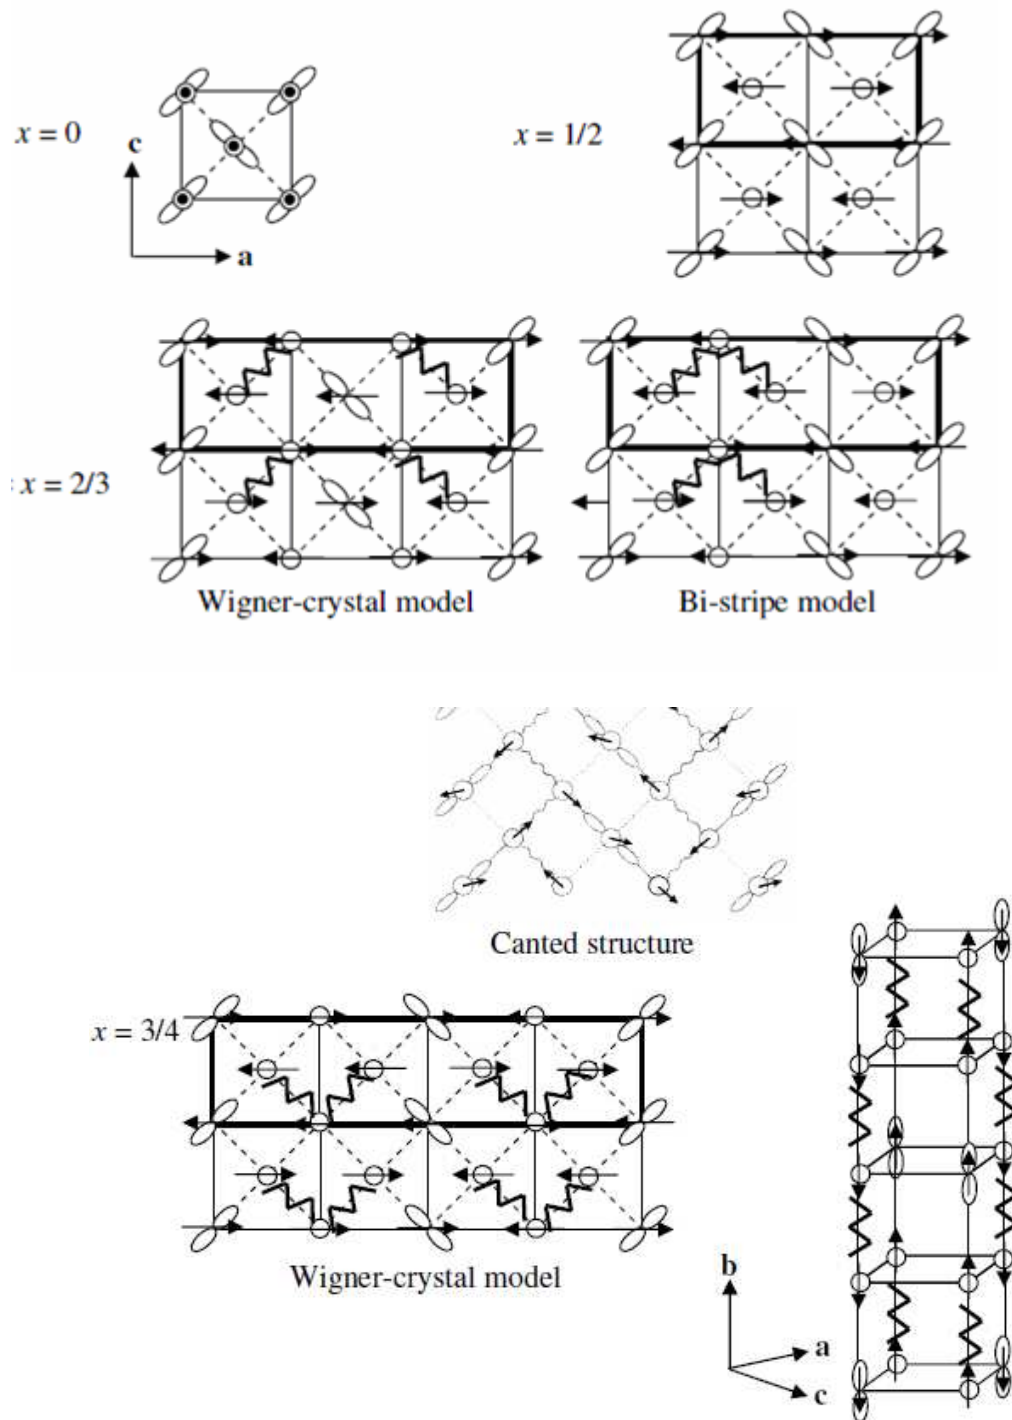 x = 0
c
a
x = 1/2
: x = 2/3
Wigner-crystal model
Bi-stripe model
Canted structure
x = 3/4
Wigner-crystal model
b
a
c